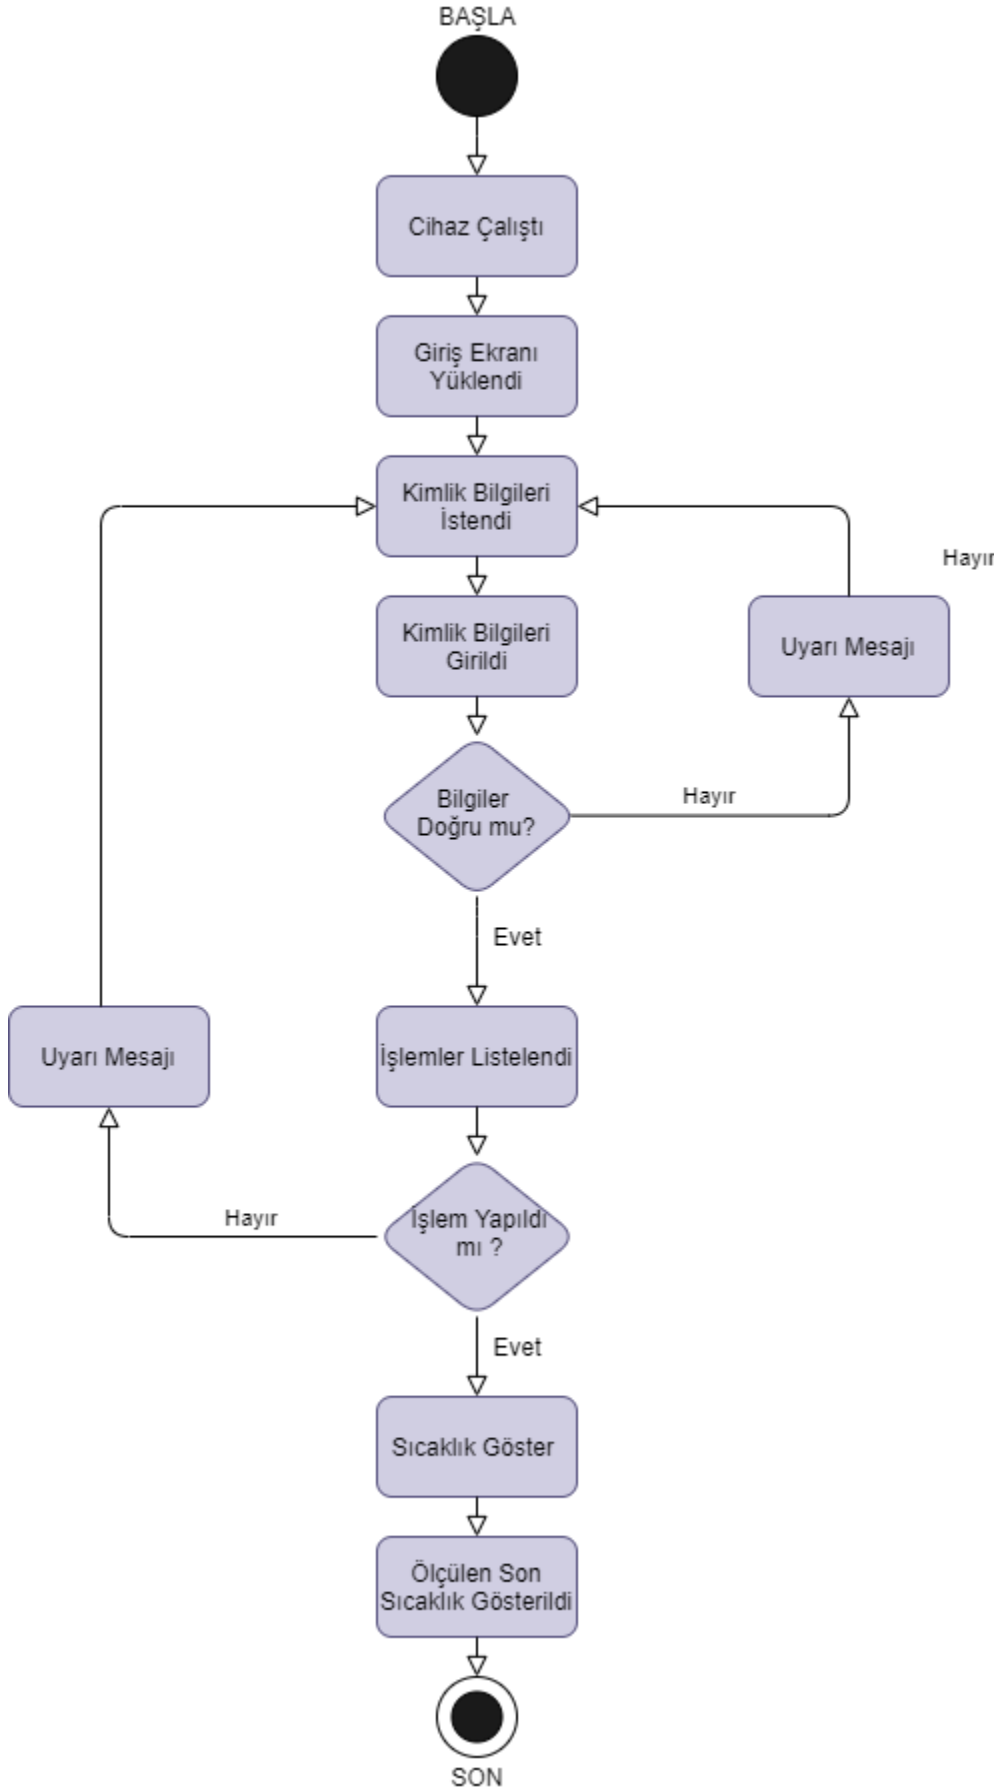 BAŞLA
Cihaz Çalıştı
Giriş Ekranı
Yüklendi
Kimlik Bilgileri
İstendi
Hayır
Kimlik Bilgileri
Girildi
Uyarı Mesajı
Bilgiler
Doğru mu?
Hayır
Evet
Uyarı Mesajı
İşlemler Listelendi
İşlem Yapıldı
mı ?
Hayır
Evet
Sıcaklık Göster
Ölçülen Son
Sıcaklık Gösterildi
SON